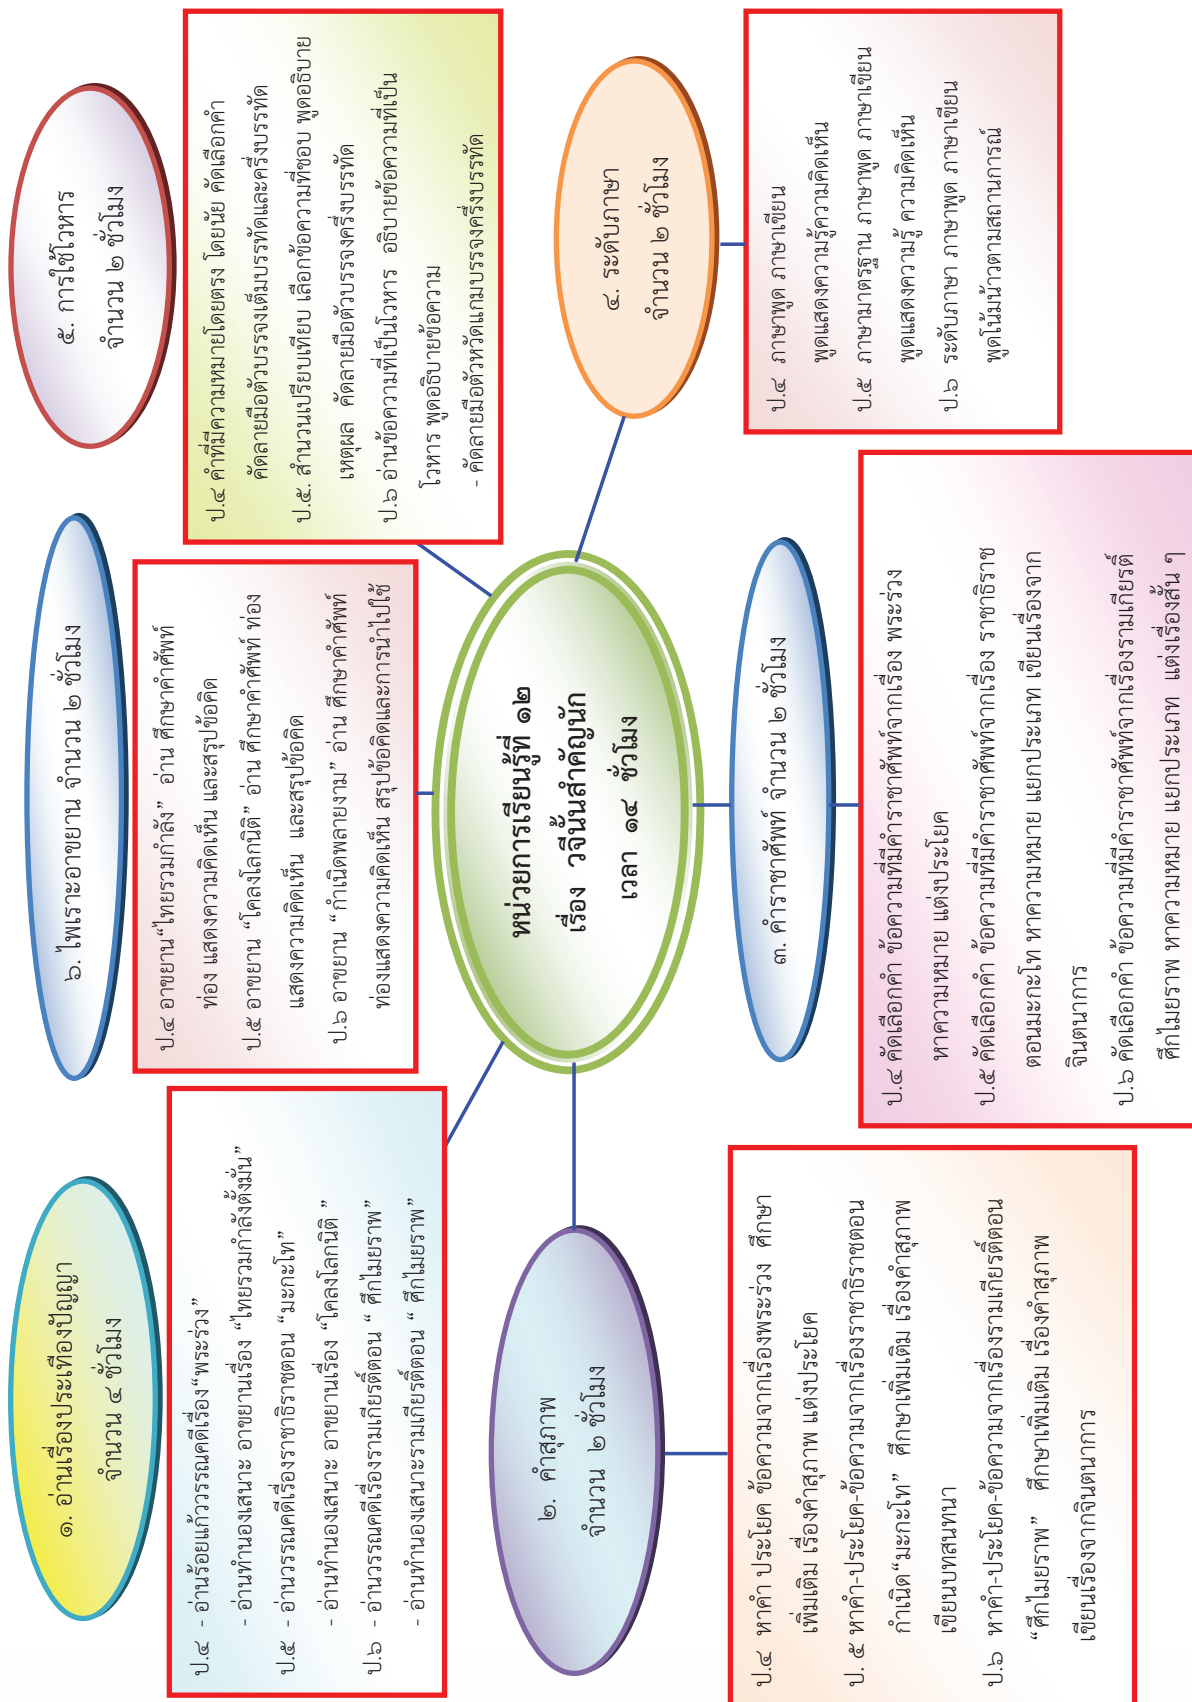 หน่วยการเรียนรู้ที่ ๑๒
เรื่อง วจีนั้นสำคัญนัก
เวลา ๑๔ ชั่วโมง
๑. อ่านเรื่องประเทืองปัญญา
จำนวน ๔ ชั่วโมง
ป.๔ - อ่านร้อยแก้ววรรณคดีเรื่อง“พระร่วง”
- อ่านทำนองเสนาะ อาขยานเรื่อง “ไทยรวมกำลังตั้งมั่น”
ป.๕ - อ่านวรรณคดีเรื่องราชาธิราชตอน “มะกะโท”
- อ่านทำนองเสนาะ อาขยานเรื่อง “โคลงโลกนิติ ”
ป.๖ - อ่านวรรณคดีเรื่องรามเกียรติ์ตอน “ ศึกไมยราพ”
- อ่านทำนองเสนาะรามเกียรติ์ตอน “ ศึกไมยราพ”
๒. คำสุภาพ
จำนวน ๒ ชั่วโมง
ป.๔ หาคำ ประโยค ข้อความจากเรื่องพระร่วง ศึกษา
เพิ่มเติม เรื่องคำสุภาพ แต่งประโยค
ป. ๕ หาคำ-ประโยค-ข้อความจากเรื่องราชาธิราชตอน
กำเนิด“มะกะโท” ศึกษาเพิ่มเติม เรื่องคำสุภาพ
เขียนบทสนทนา
ป.๖ หาคำ-ประโยค-ข้อความจากเรื่องรามเกียรติ์ตอน
“ศึกไมยราพ” ศึกษาเพิ่มเติม เรื่องคำสุภาพ
เขียนเรื่องจากจินตนาการ
๓. คำราชาศัพท์ จำนวน ๒ ชั่วโมง
ป.๔ คัดเลือกคำ ข้อความที่มีคำราชาศัพท์จากเรื่อง พระร่วง
หาความหมาย แต่งประโยค
ป.๕ คัดเลือกคำ ข้อความที่มีคำราชาศัพท์จากเรื่อง ราชาธิราช
ตอนมะกะโท หาความหมาย แยกประเภท เขียนเรื่องจาก
จินตนาการ
ป.๖ คัดเลือกคำ ข้อความที่มีคำราชาศัพท์จากเรื่องรามเกียรติ์
ศึกไมยราพ หาความหมาย แยกประเภท แต่งเรื่องสั้น ๆ
๔. ระดับภาษา
จำนวน ๒ ชั่วโมง
ป.๔ ภาษาพูด ภาษาเขียน
พูดแสดงความรู้ความคิดเห็น
ป.๕ ภาษามาตรฐาน ภาษาพูด ภาษาเขียน
พูดแสดงความรู้ ความคิดเห็น
ป.๖ ระดับภาษา ภาษาพูด ภาษาเขียน
พูดโน้มน้าวตามสถานการณ์
๕. การใช้โวหาร
จำนวน ๒ ชั่วโมง
ป.๔ คำที่มีความหมายโดยตรง โดยนัย คัดเลือกคำ
คัดลายมือตัวบรรจงเต็มบรรทัดและครึ่งบรรทัด
ป.๕. สำนวนเปรียบเทียบ เลือกข้อความที่ชอบ พูดอธิบาย
เหตุผล คัดลายมือตัวบรรจงครึ่งบรรทัด
ป.๖ อ่านข้อความที่เป็นโวหาร อธิบายข้อความที่เป็น
โวหาร พูดอธิบายข้อความ
- คัดลายมือตัวหวัดแกมบรรจงครึ่งบรรทัด
๖. ไพเราะอาขยาน จำนวน ๒ ชั่วโมง
ป.๔ อาขยาน“ไทยรวมกำลัง” อ่าน ศึกษาคำศัพท์
ท่อง แสดงความคิดเห็น และสรุปข้อคิด
ป.๕ อาขยาน “โคลงโลกนิติ” อ่าน ศึกษาคำศัพท์ ท่อง
แสดงความคิดเห็น และสรุปข้อคิด
ป.๖ อาขยาน “กำเนิดพลายงาม” อ่าน ศึกษาคำศัพท์
ท่องแสดงความคิดเห็น สรุปข้อคิดและการนำไปใช้